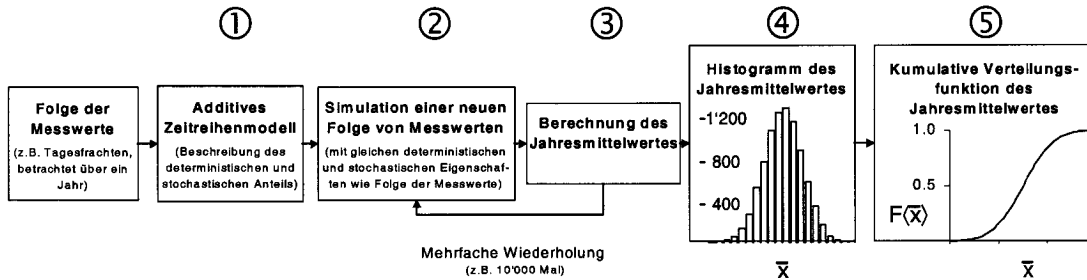 ①
②
③
④
⑤
Folge der
Messwerte
(z.B. Tagesfrachten,
betrachtet über ein
Jahr)
Additives
Zeitreihenmodell
(Beschreibung des
deterministischen und
stochastischen Anteils)
Simulation einer neuen
Folge von Messwerten
(mit gleichen deterministischen
und stochastischen Eigenschaf-
ten wie Folge der Messwerte)
Berechnung des
Jahresmittelwertes
Mehrfache Wiederholung
(z.B. 10'000 Mal)
Histogramm des
Jahresmittelwertes
-1'200
- 800
- 400
x̅
Kumulative Verteilungs-
funktion des
Jahresmittelwertes
1.0
0.5
F(x̅)
x̅